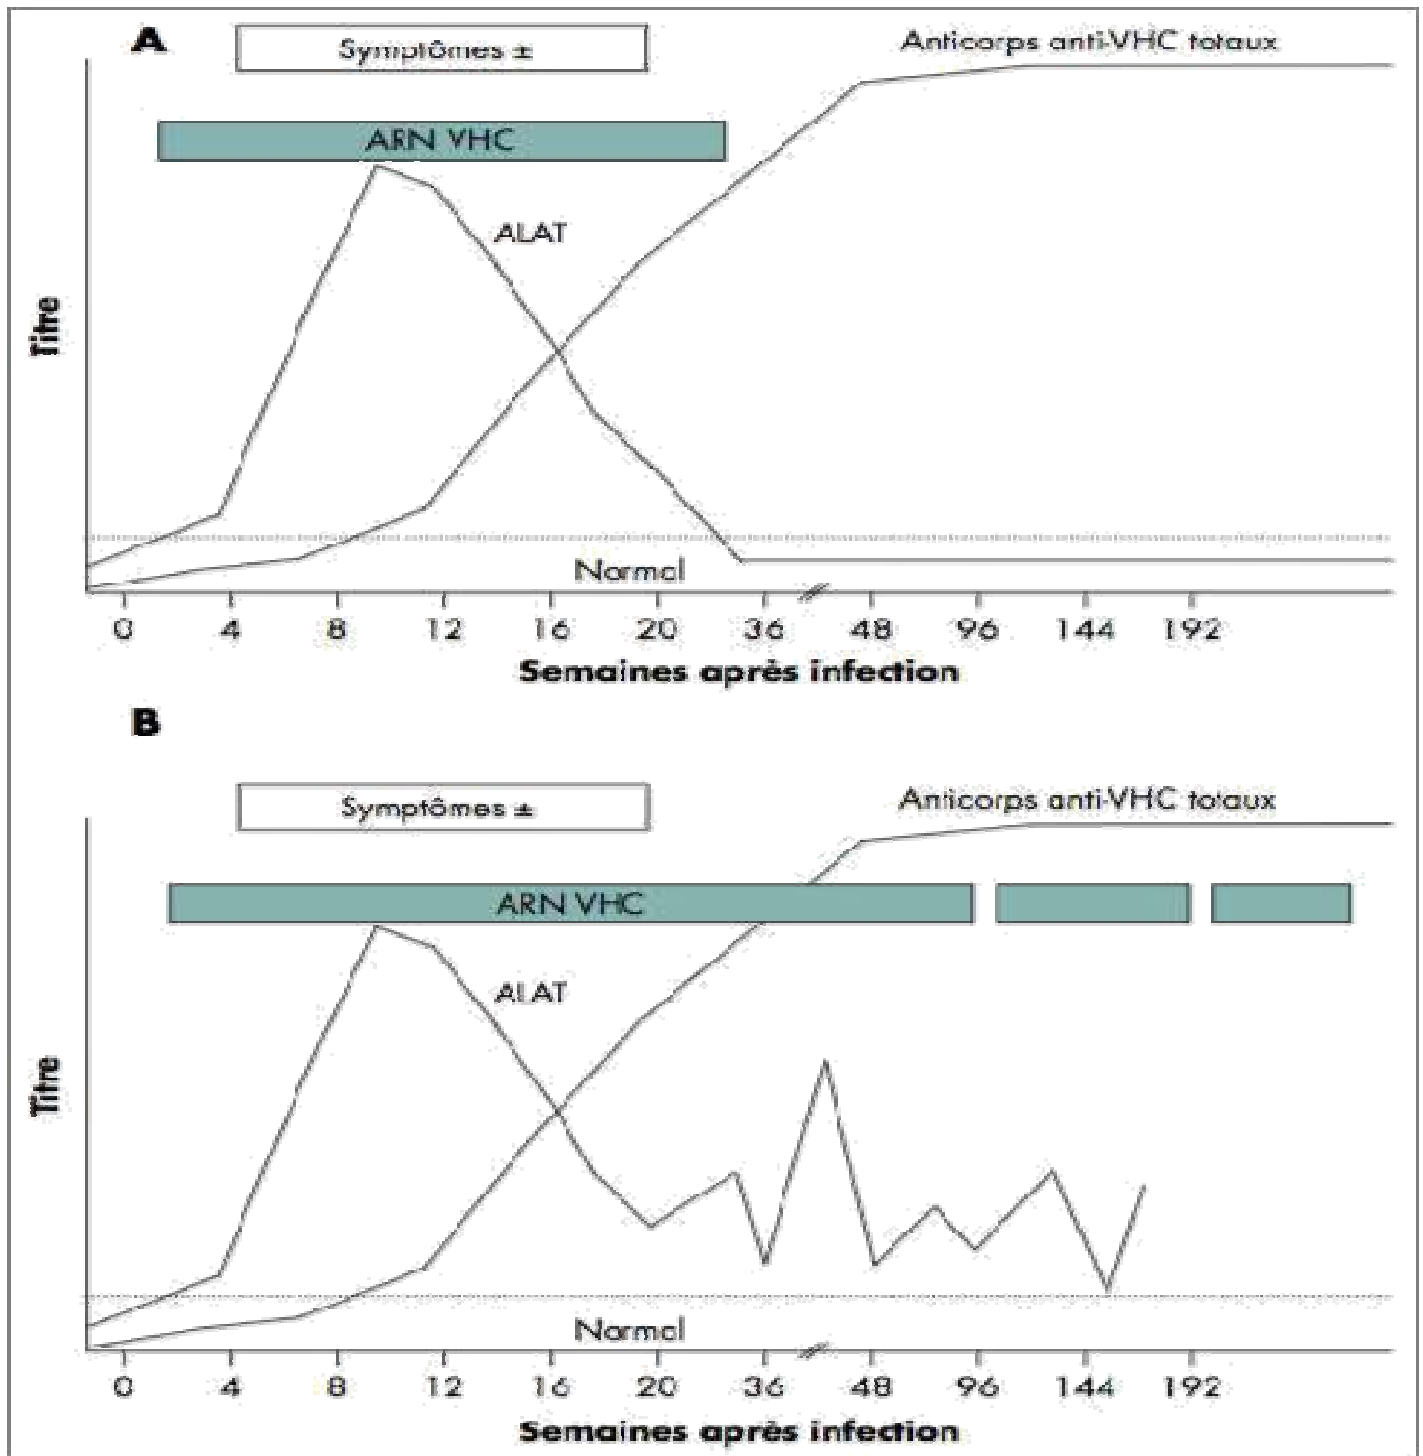 A
Symptômes ±
Anticorps anti-VHC totaux
ARN VHC
ALAT
Titre
Normal
0 4 8 12 16 20 36 48 96 144 192
Semaines après infection
B
Symptômes ±
Anticorps anti-VHC totaux
ARN VHC
ALAT
Titre
Normal
0 4 8 12 16 20 36 48 96 144 192
Semaines après infection